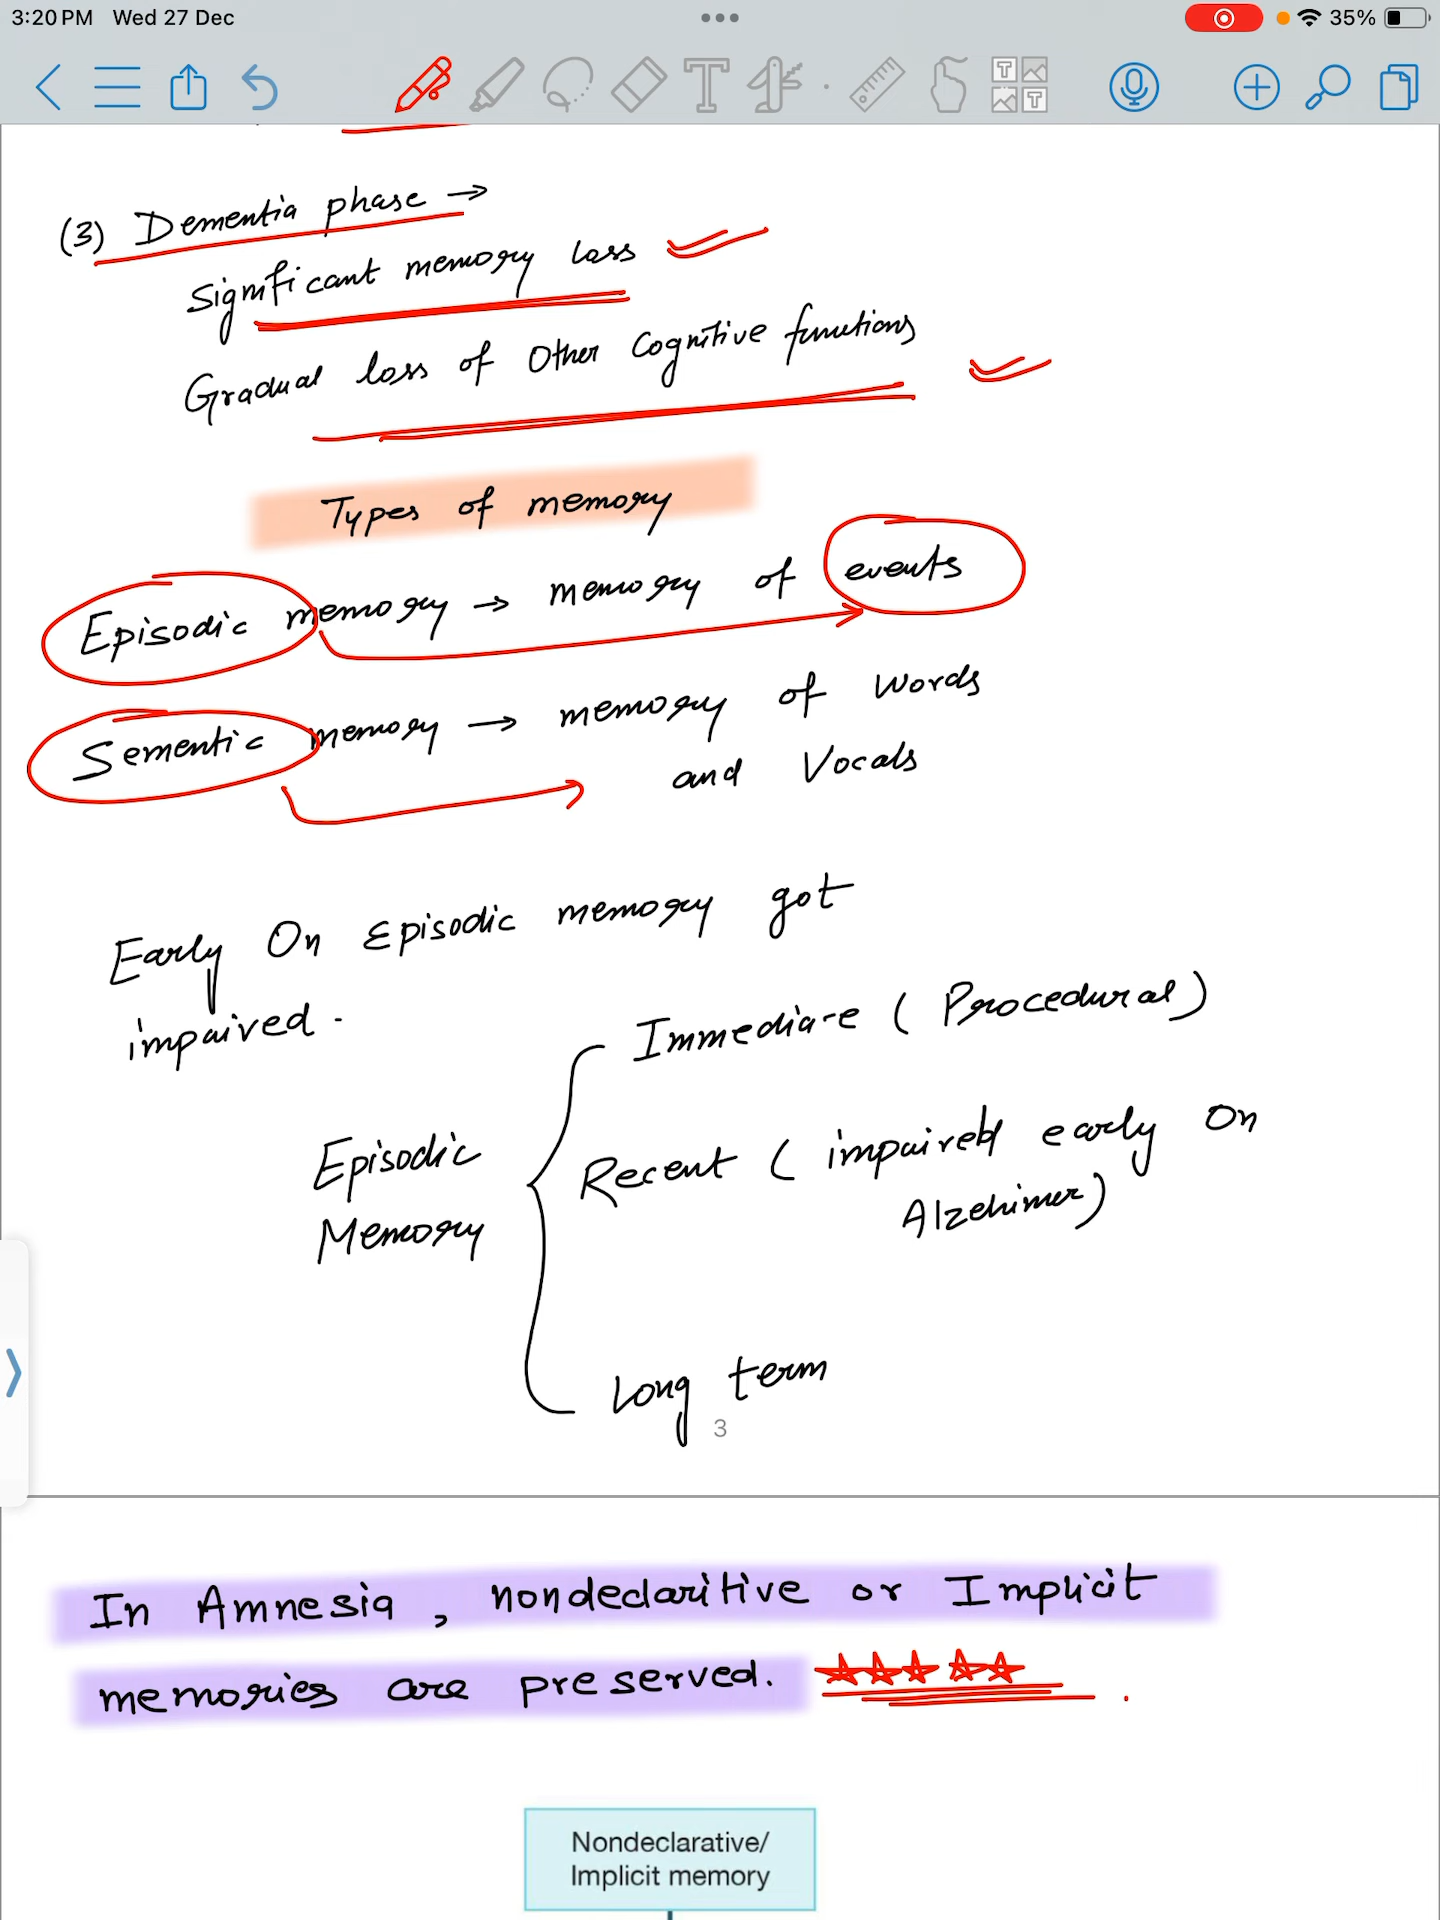 3:20 PM Wed 27 Dec
35%
(3) Dementia phase →
Significant memory loss
Gradual loss of Other Cognitive functions
Types of memory
Episodic memory → memory of events
Sementic memory → memory of words
and Vocals
Early On Episodic memory got
impaired.
Immediate (Procedural)
Episodic
Memory
Recent (impaired early On
Alzehimer)
Long term
3
In Amnesia, nondeclaritive or Implicit
memories are preserved.
Nondeclarative/
Implicit memory